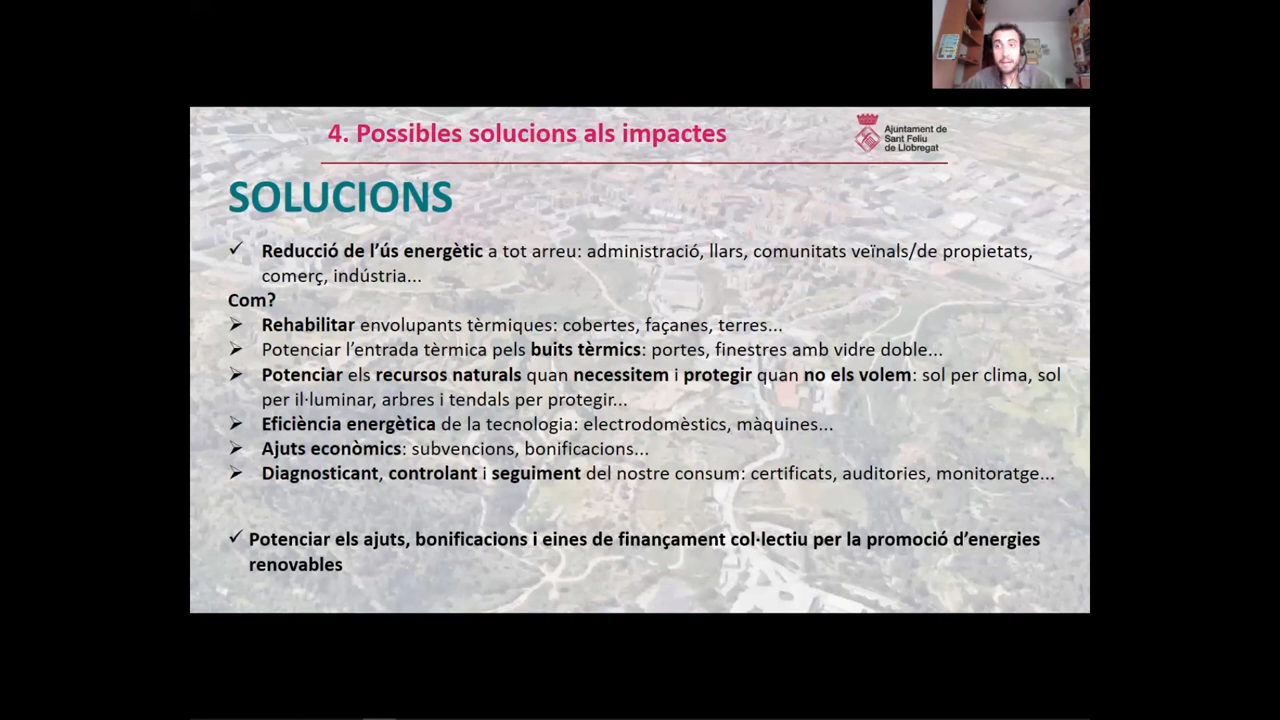 4. Possibles solucions als impactes
Ajuntament de
Sant Feliu
de Llobregat
SOLUCIONS
✓ Reducció de l'ús energètic a tot arreu: administració, llars, comunitats veïnals/de propietats,
comerç, indústria...
Com?
➢ Rehabilitar envolupants tèrmiques: cobertes, façanes, terres...
➢ Potenciar l'entrada tèrmica pels buits tèrmics: portes, finestres amb vidre doble...
➢ Potenciar els recursos naturals quan necessitem i protegir quan no els volem: sol per clima, sol
per il·luminar, arbres i tendals per protegir...
➢ Eficiència energètica de la tecnologia: electrodomèstics, màquines...
➢ Ajuts econòmics: subvencions, bonificacions...
➢ Diagnosticant, controlant i seguiment del nostre consum: certificats, auditories, monitoratge...
✓ Potenciar els ajuts, bonificacions i eines de finançament col·lectiu per la promoció d'energies
renovables